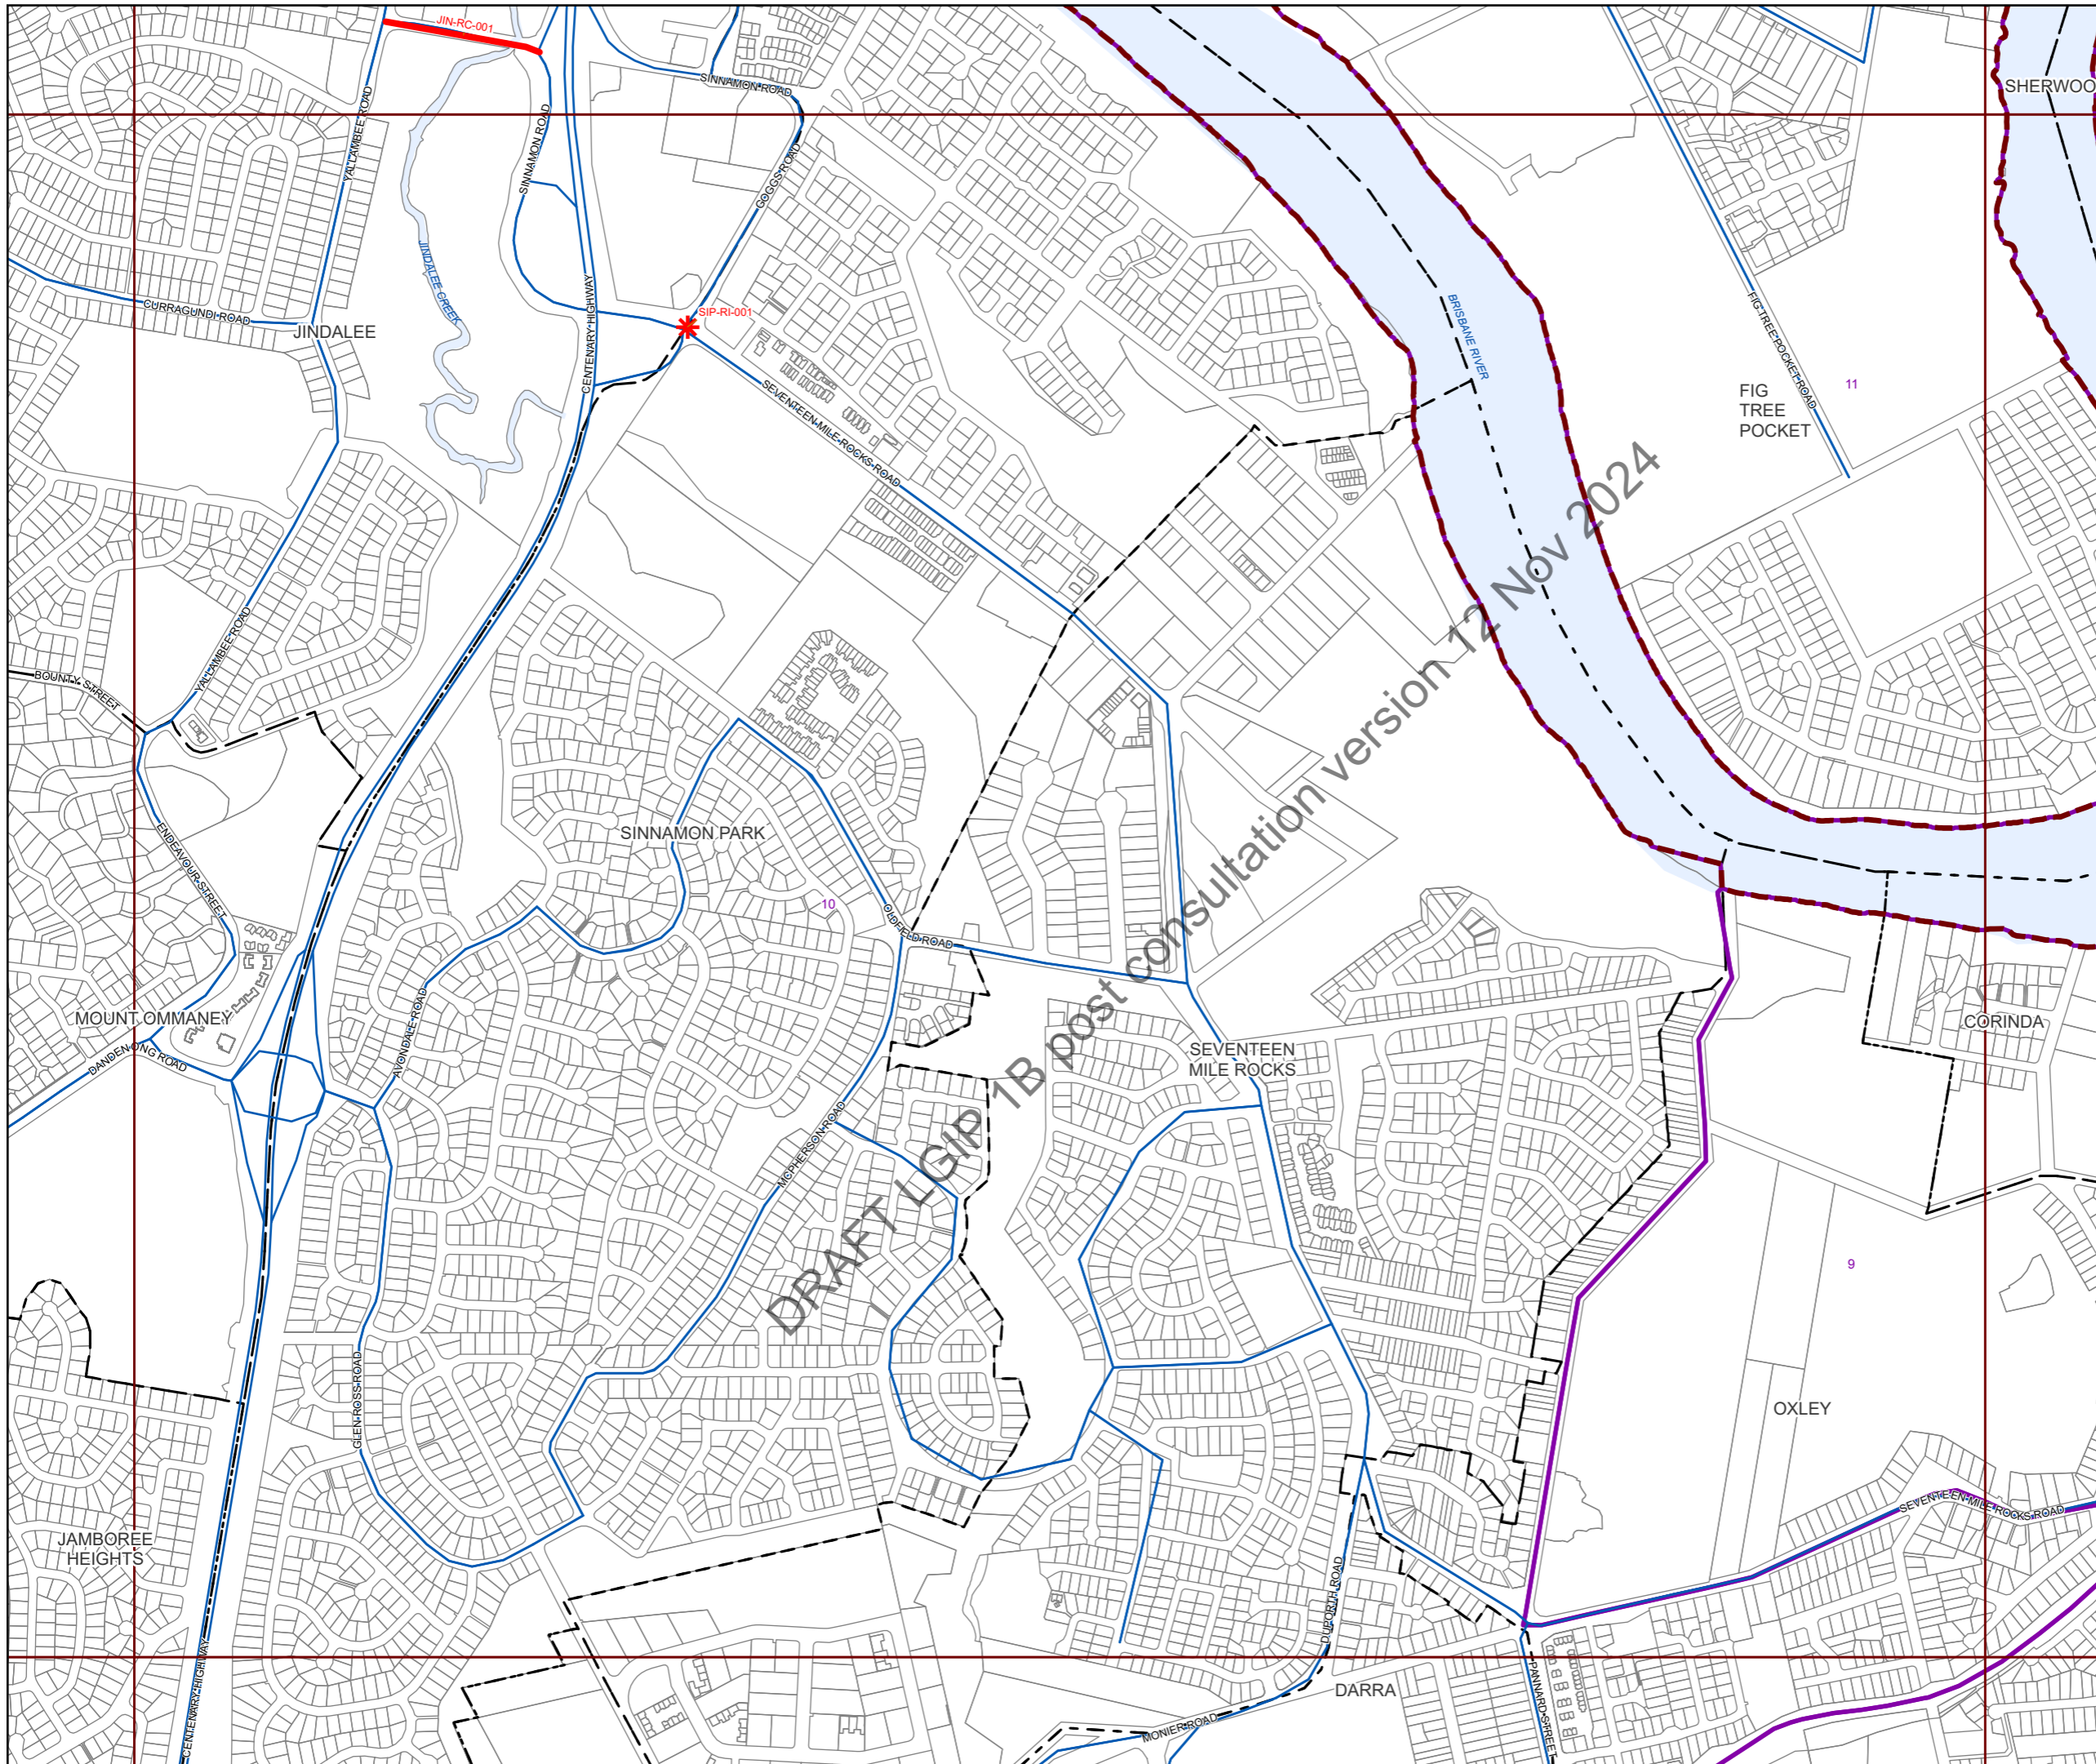 JIN-RC-001
SINNAMON ROAD
SHERWOO
YALLAMBEE ROAD
SINNAMON ROAD
GOGGS ROAD
JINDALEE CREEK
CENTENARY HIGHWAY
CURRAGUNDI ROAD
JINDALEE
SIP-RI-001
BRISBANE RIVER
FIG TREE POCKET ROAD
11
FIG
TREE
POCKET
SEVENTEEN MILE ROCKS ROAD
YALLAMBEE ROAD
BOUNTY STREET
ENDEAVOUR STREET
SINNAMON PARK
10
OLDFIELD ROAD
MOUNT OMMANEY
DANDENONG ROAD
AVONDALE ROAD
SEVENTEEN
MILE ROCKS
CORINDA
MCPHERSON ROAD
DRAFT LGIP 1B post consultation version 12 Nov 2024
9
GLEN ROSS ROAD
OXLEY
SEVENTEEN MILE ROCKS ROAD
JAMBOREE
HEIGHTS
DUPORTH ROAD
CENTENARY HIGHWAY
DARRA
PANNARD STREET
MONIER ROAD